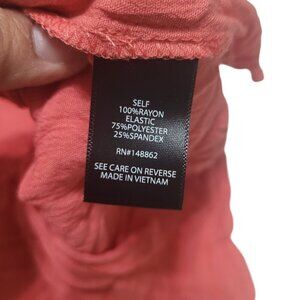 SELF
100%RAYON
ELASTIC
75%POLYESTER
25%SPANDEX
RN#148862
SEE CARE ON REVERSE
MADE IN VIETNAM